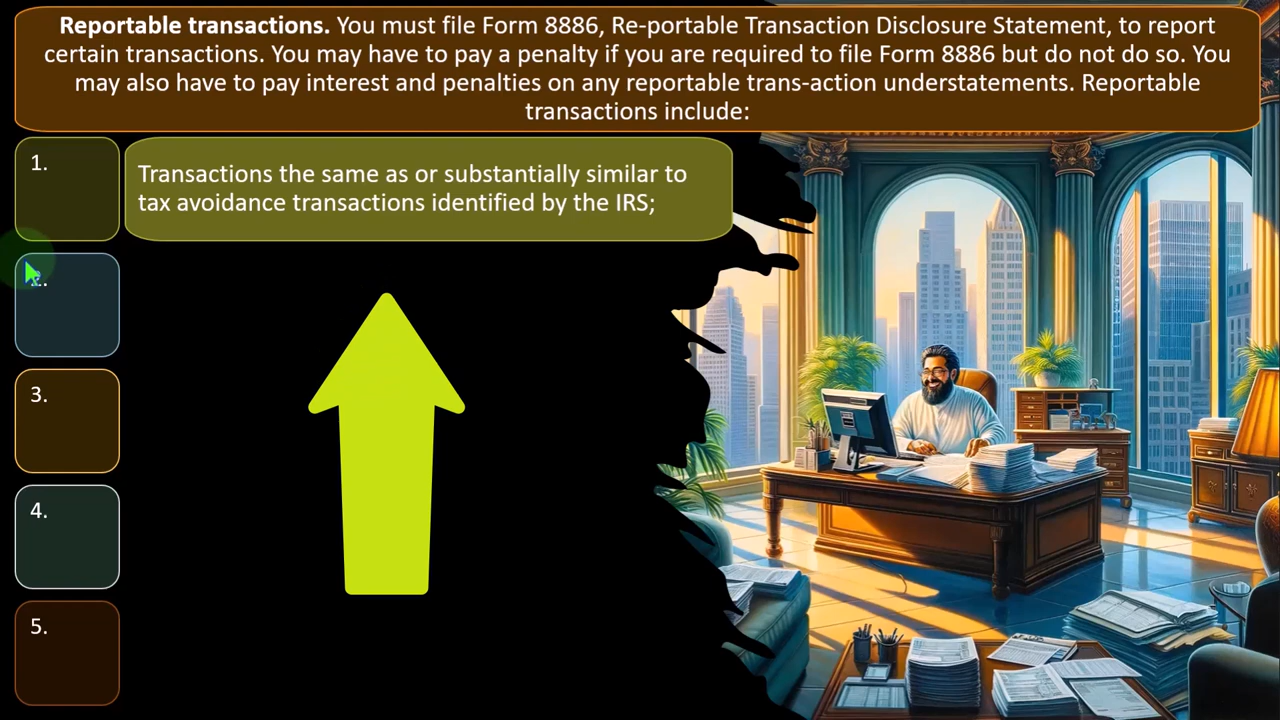 Reportable transactions. You must file Form 8886, Re-portable Transaction Disclosure Statement, to report
certain transactions. You may have to pay a penalty if you are required to file Form 8886 but do not do so. You
may also have to pay interest and penalties on any reportable trans-action understatements. Reportable
transactions include:
1.
Transactions the same as or substantially similar to
tax avoidance transactions identified by the IRS;
2.
3.
4.
5.